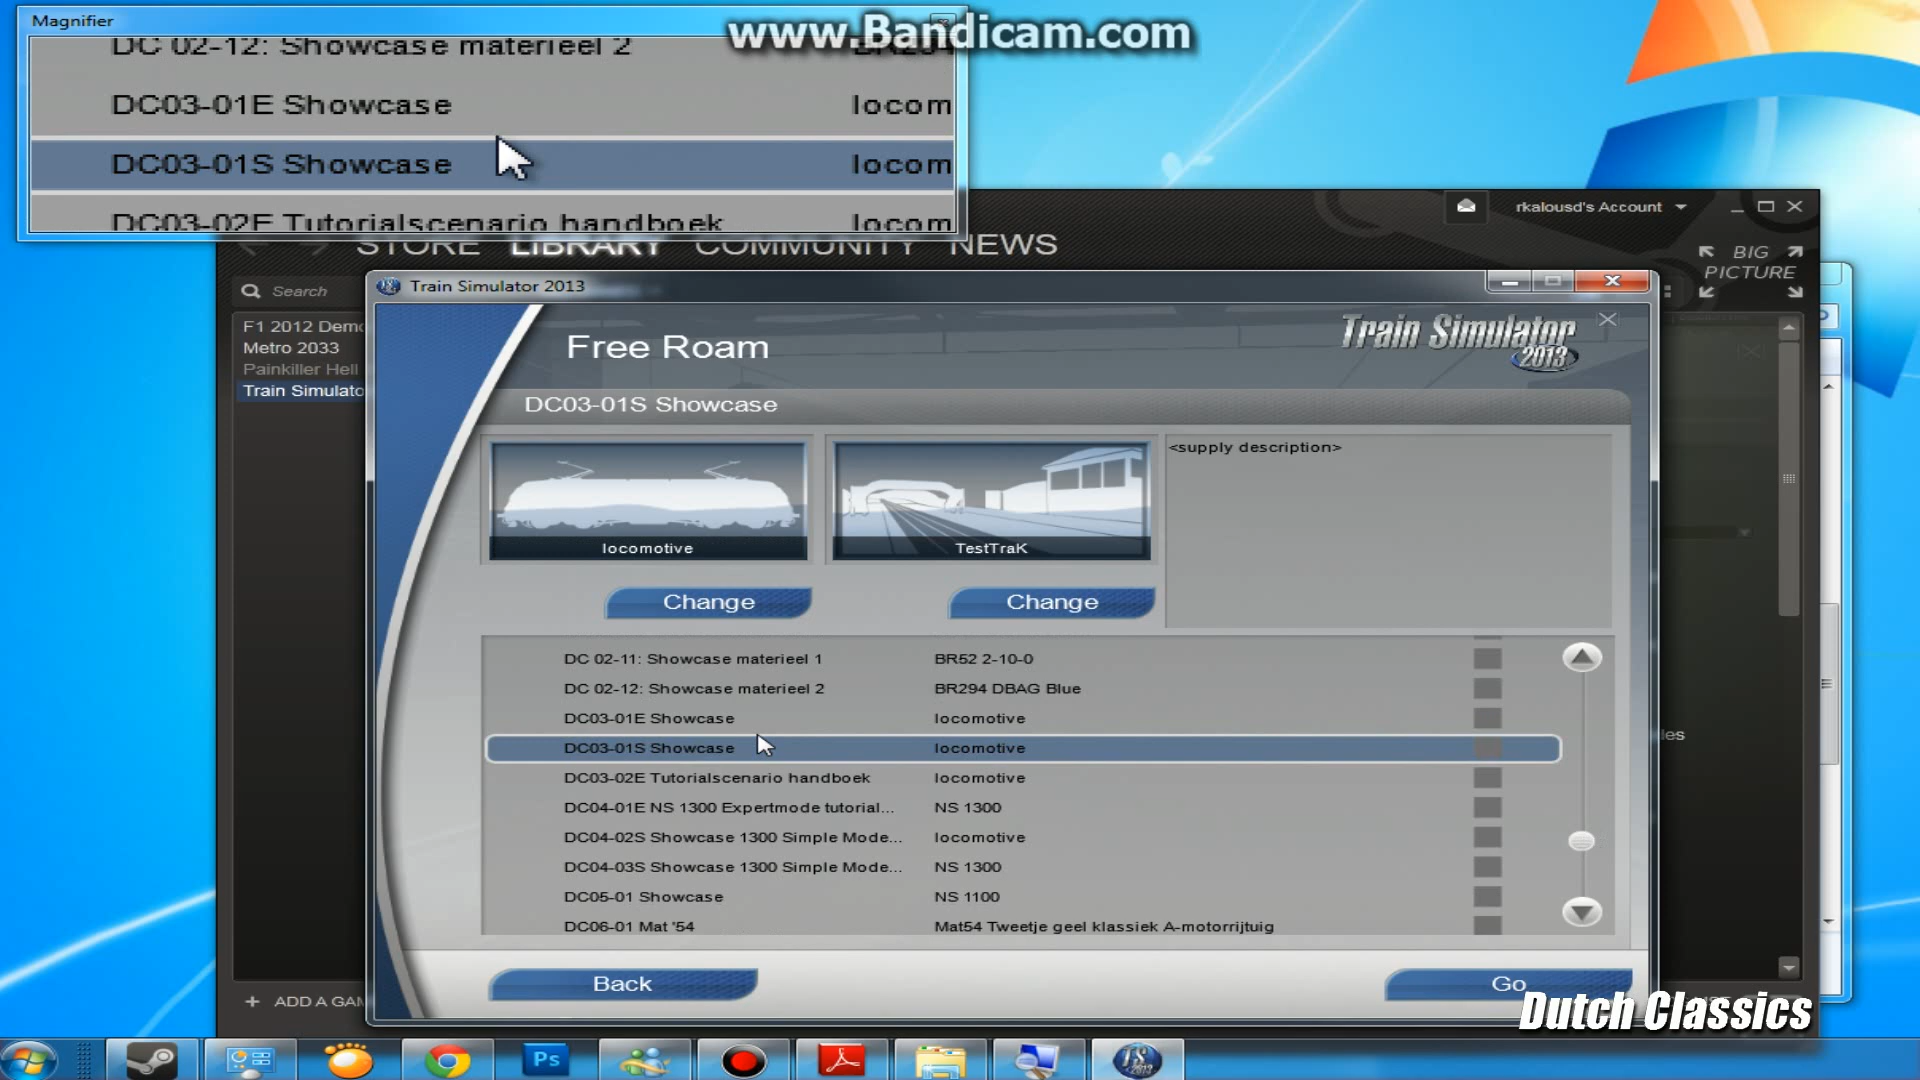 Magnifier
www.Bandicam.com
DC 02-12: Showcase materieel 2
DC03-01E Showcase
locom
DC03-01S Showcase
locom
DC03-02E Tutorialscenario handboek
locom
rkalousd's Account
STORE LIBRARY COMMUNITY NEWS
BIG
PICTURE
Search
Train Simulator 2013
F1 2012 Demo
Metro 2033
Painkiller Hell
Train Simulato
Free Roam
Train Simulator
2013
DC03-01S Showcase
<supply description>
locomotive
TestTraK
Change
Change
DC 02-11: Showcase materieel 1 BR52 2-10-0
DC 02-12: Showcase materieel 2 BR294 DBAG Blue
DC03-01E Showcase locomotive
DC03-01S Showcase locomotive
DC03-02E Tutorialscenario handboek locomotive
DC04-01E NS 1300 Expertmode tutorial... NS 1300
DC04-02S Showcase 1300 Simple Mode... locomotive
DC04-03S Showcase 1300 Simple Mode... NS 1300
DC05-01 Showcase NS 1100
DC06-01 Mat '54 Mat54 Tweetje geel klassiek A-motorrijtuig
les
Back
Go
+ ADD A GAM
Dutch Classics
Ps
TS
2013